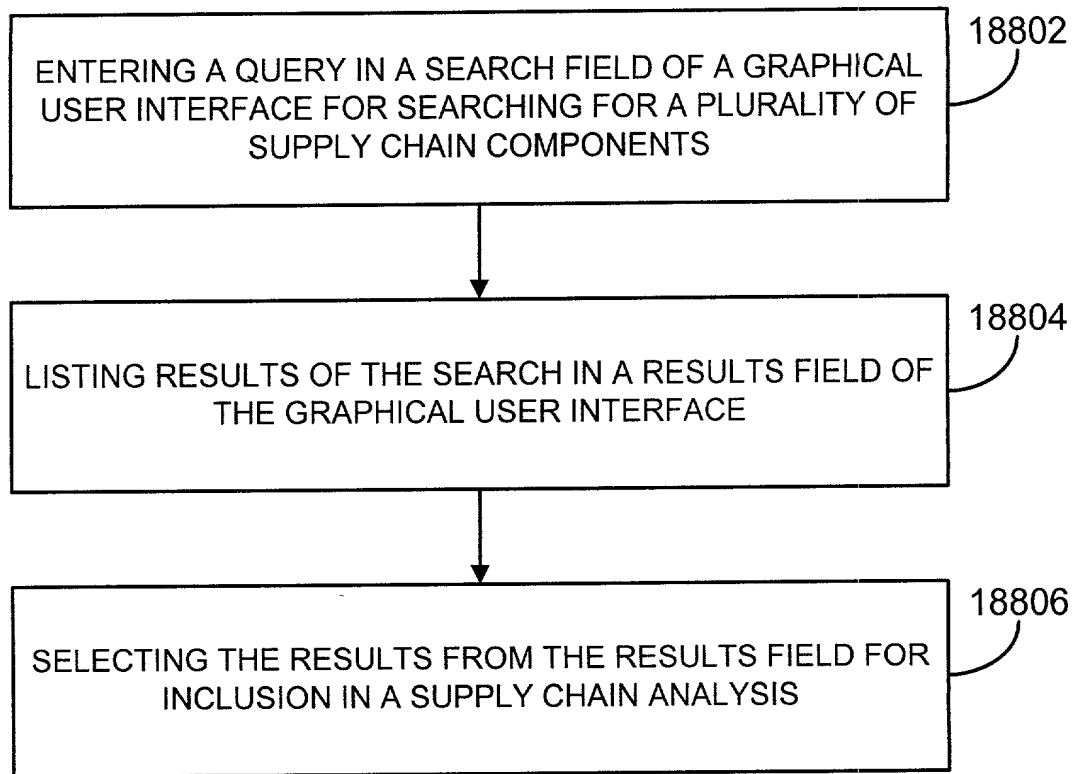 18802
ENTERING A QUERY IN A SEARCH FIELD OF A GRAPHICAL
USER INTERFACE FOR SEARCHING FOR A PLURALITY OF
SUPPLY CHAIN COMPONENTS
18804
LISTING RESULTS OF THE SEARCH IN A RESULTS FIELD OF
THE GRAPHICAL USER INTERFACE
18806
SELECTING THE RESULTS FROM THE RESULTS FIELD FOR
INCLUSION IN A SUPPLY CHAIN ANALYSIS